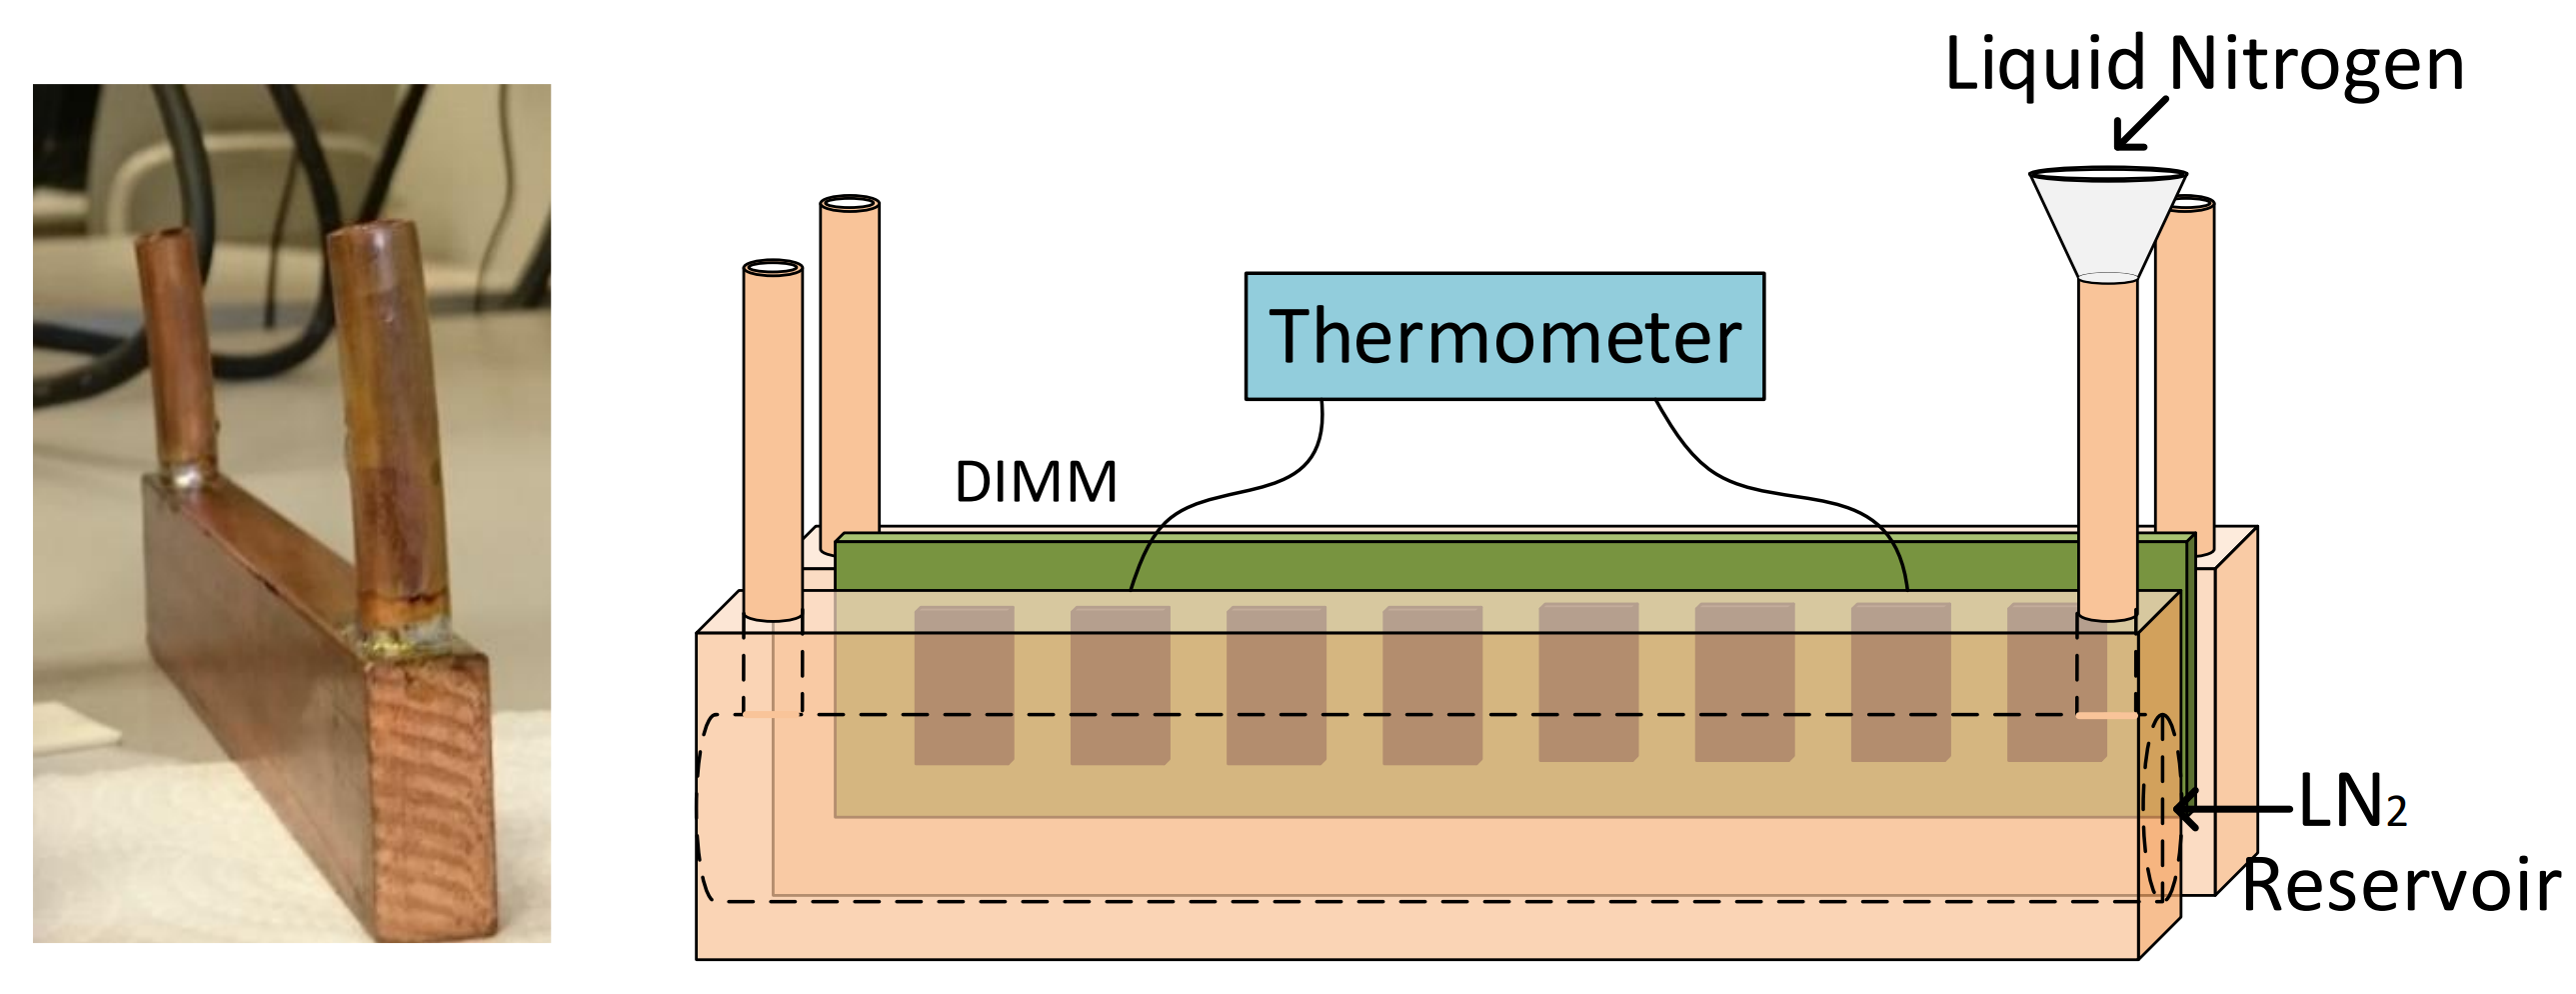 Liquid Nitrogen
Thermometer
DIMM
LN₂
Reservoir